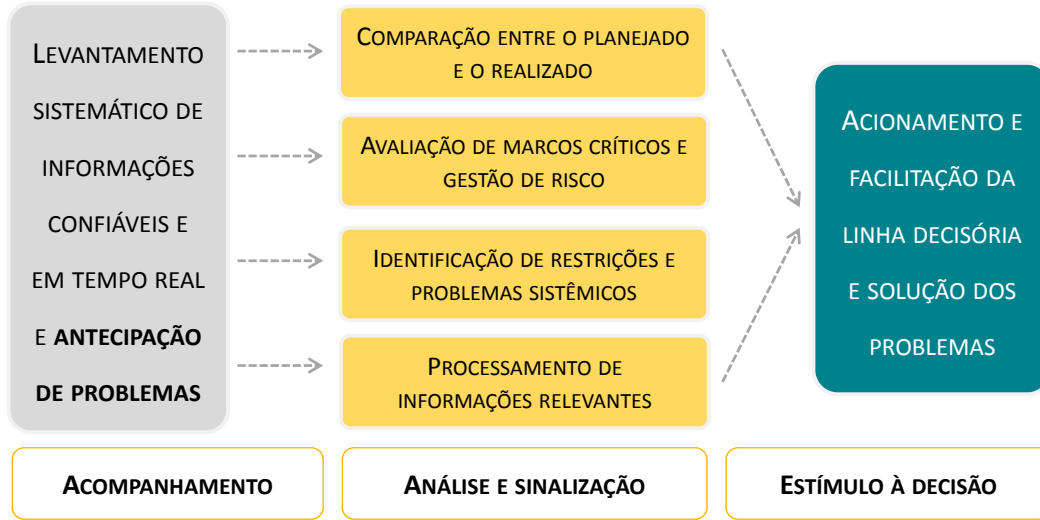 LEVANTAMENTO
SISTEMÁTICO DE
INFORMAÇÕES
CONFIÁVEIS E
EM TEMPO REAL
E ANTECIPAÇÃO
DE PROBLEMAS
COMPARAÇÃO ENTRE O PLANEJADO
E O REALIZADO
AVALIAÇÃO DE MARCOS CRÍTICOS E
GESTÃO DE RISCO
IDENTIFICAÇÃO DE RESTRIÇÕES E
PROBLEMAS SISTÊMICOS
PROCESSAMENTO DE
INFORMAÇÕES RELEVANTES
ACIONAMENTO E
FACILITAÇÃO DA
LINHA DECISÓRIA
E SOLUÇÃO DOS
PROBLEMAS
ACOMPANHAMENTO
ANÁLISE E SINALIZAÇÃO
ESTÍMULO À DECISÃO